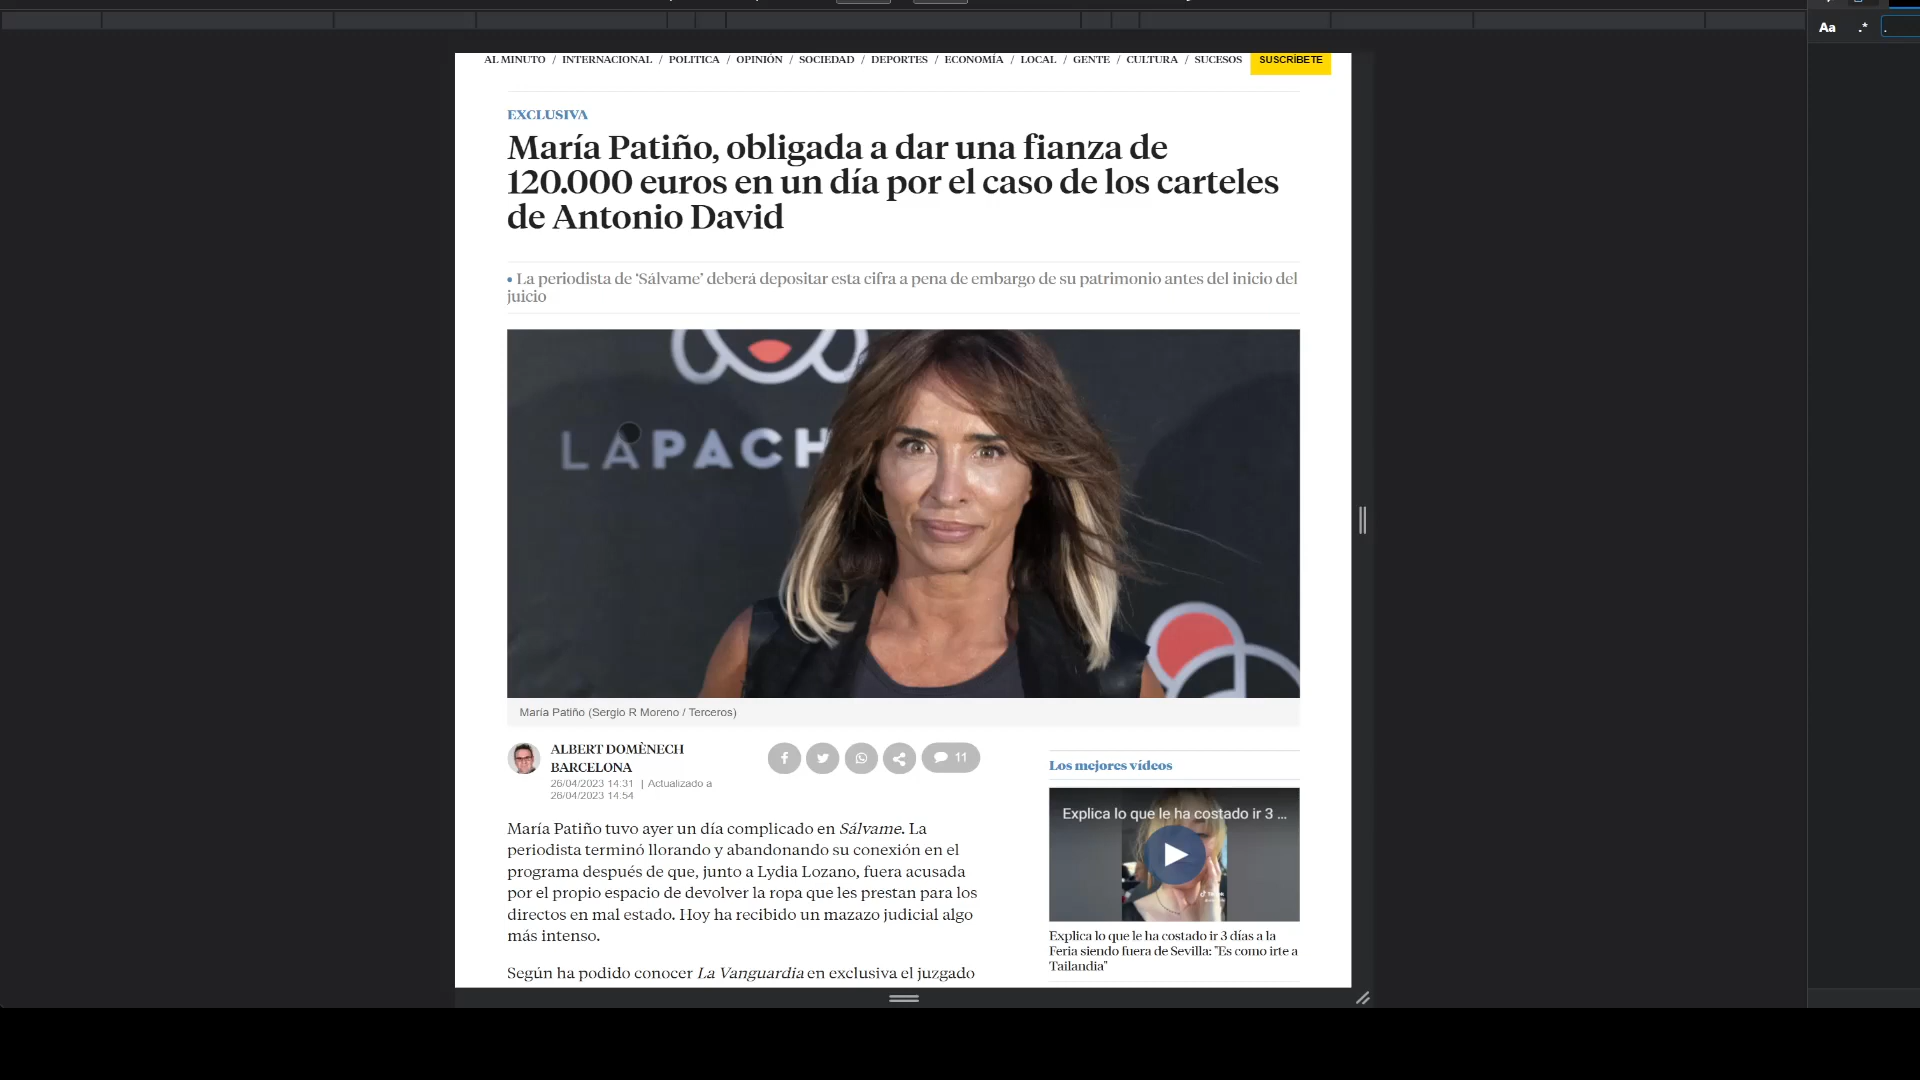 AL MINUTO / INTERNACIONAL / POLÍTICA / OPINIÓN / SOCIEDAD / DEPORTES / ECONOMÍA / LOCAL / GENTE / CULTURA / SUCESOS SUSCRÍBETE
Aa .*
EXCLUSIVA
María Patiño, obligada a dar una fianza de
120.000 euros en un día por el caso de los carteles
de Antonio David
• La periodista de ‘Sálvame’ deberá depositar esta cifra a pena de embargo de su patrimonio antes del inicio del
juicio
LAPACH
María Patiño (Sergio R Moreno / Terceros)
ALBERT DOMÈNECH
BARCELONA
26/04/2023 14:31 | Actualizado a
26/04/2023 14:54
11
María Patiño tuvo ayer un día complicado en Sálvame. La
periodista terminó llorando y abandonando su conexión en el
programa después de que, junto a Lydia Lozano, fuera acusada
por el propio espacio de devolver la ropa que les prestan para los
directos en mal estado. Hoy ha recibido un mazazo judicial algo
más intenso.
Según ha podido conocer La Vanguardia en exclusiva el juzgado
Los mejores vídeos
Explica lo que le ha costado ir 3 ...
Explica lo que le ha costado ir 3 días a la
Feria siendo fuera de Sevilla: "Es como irte a
Tailandia"